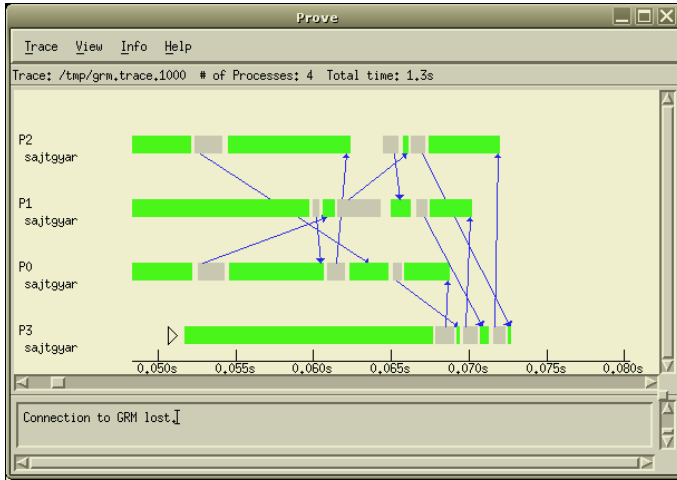 Prove
Trace View Info Help
Trace: /tmp/grm.trace.1000 # of Processes: 4 Total time: 1.3s
P2
sajtgyar
P1
sajtgyar
P0
sajtgyar
P3
sajtgyar
0.050s 0.055s 0.060s 0.065s 0.070s 0.075s 0.080s
Connection to GRM lost.